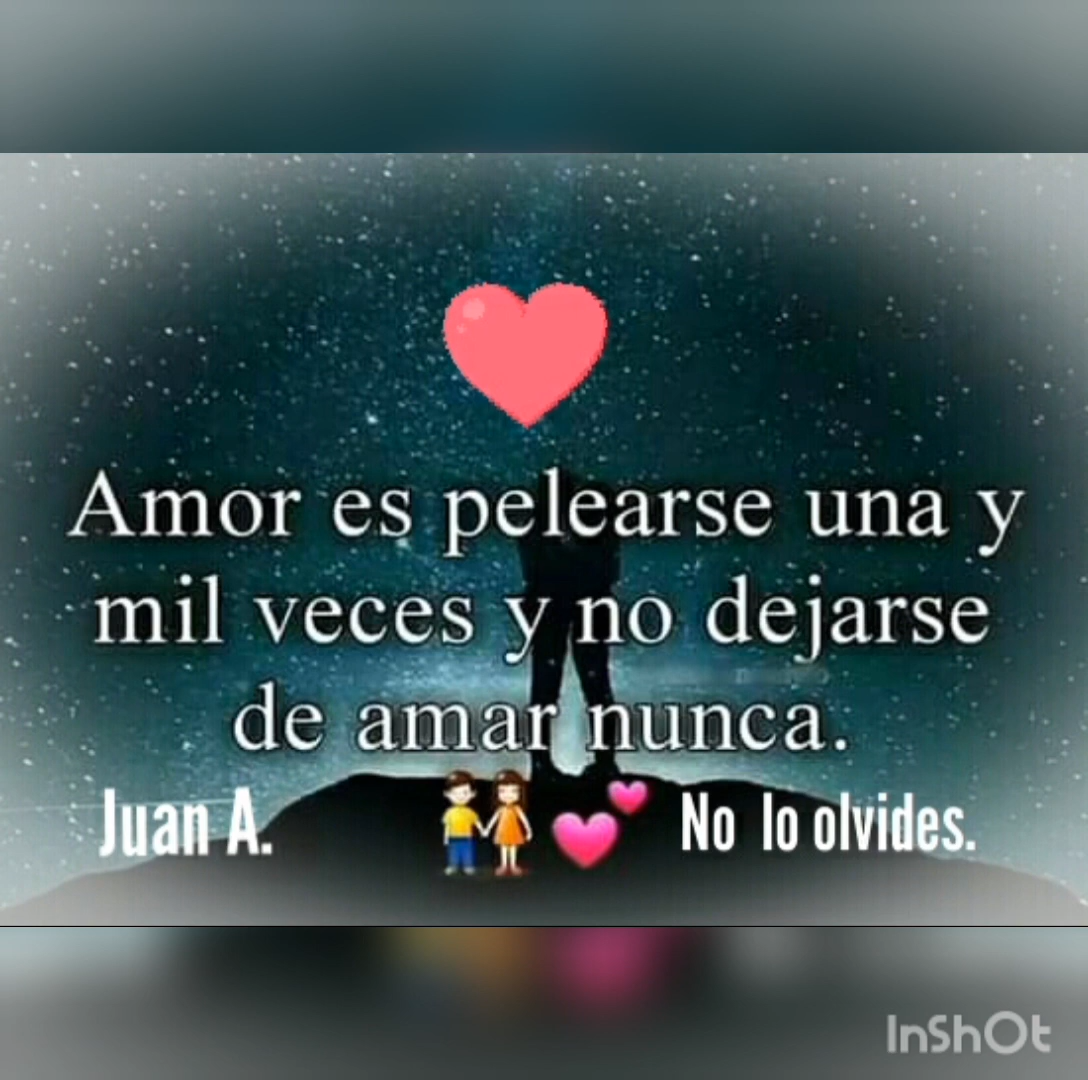 Amor es pelearse una y
mil veces y no dejarse
de amar nunca.
Juan A. No lo olvides.
InShOt